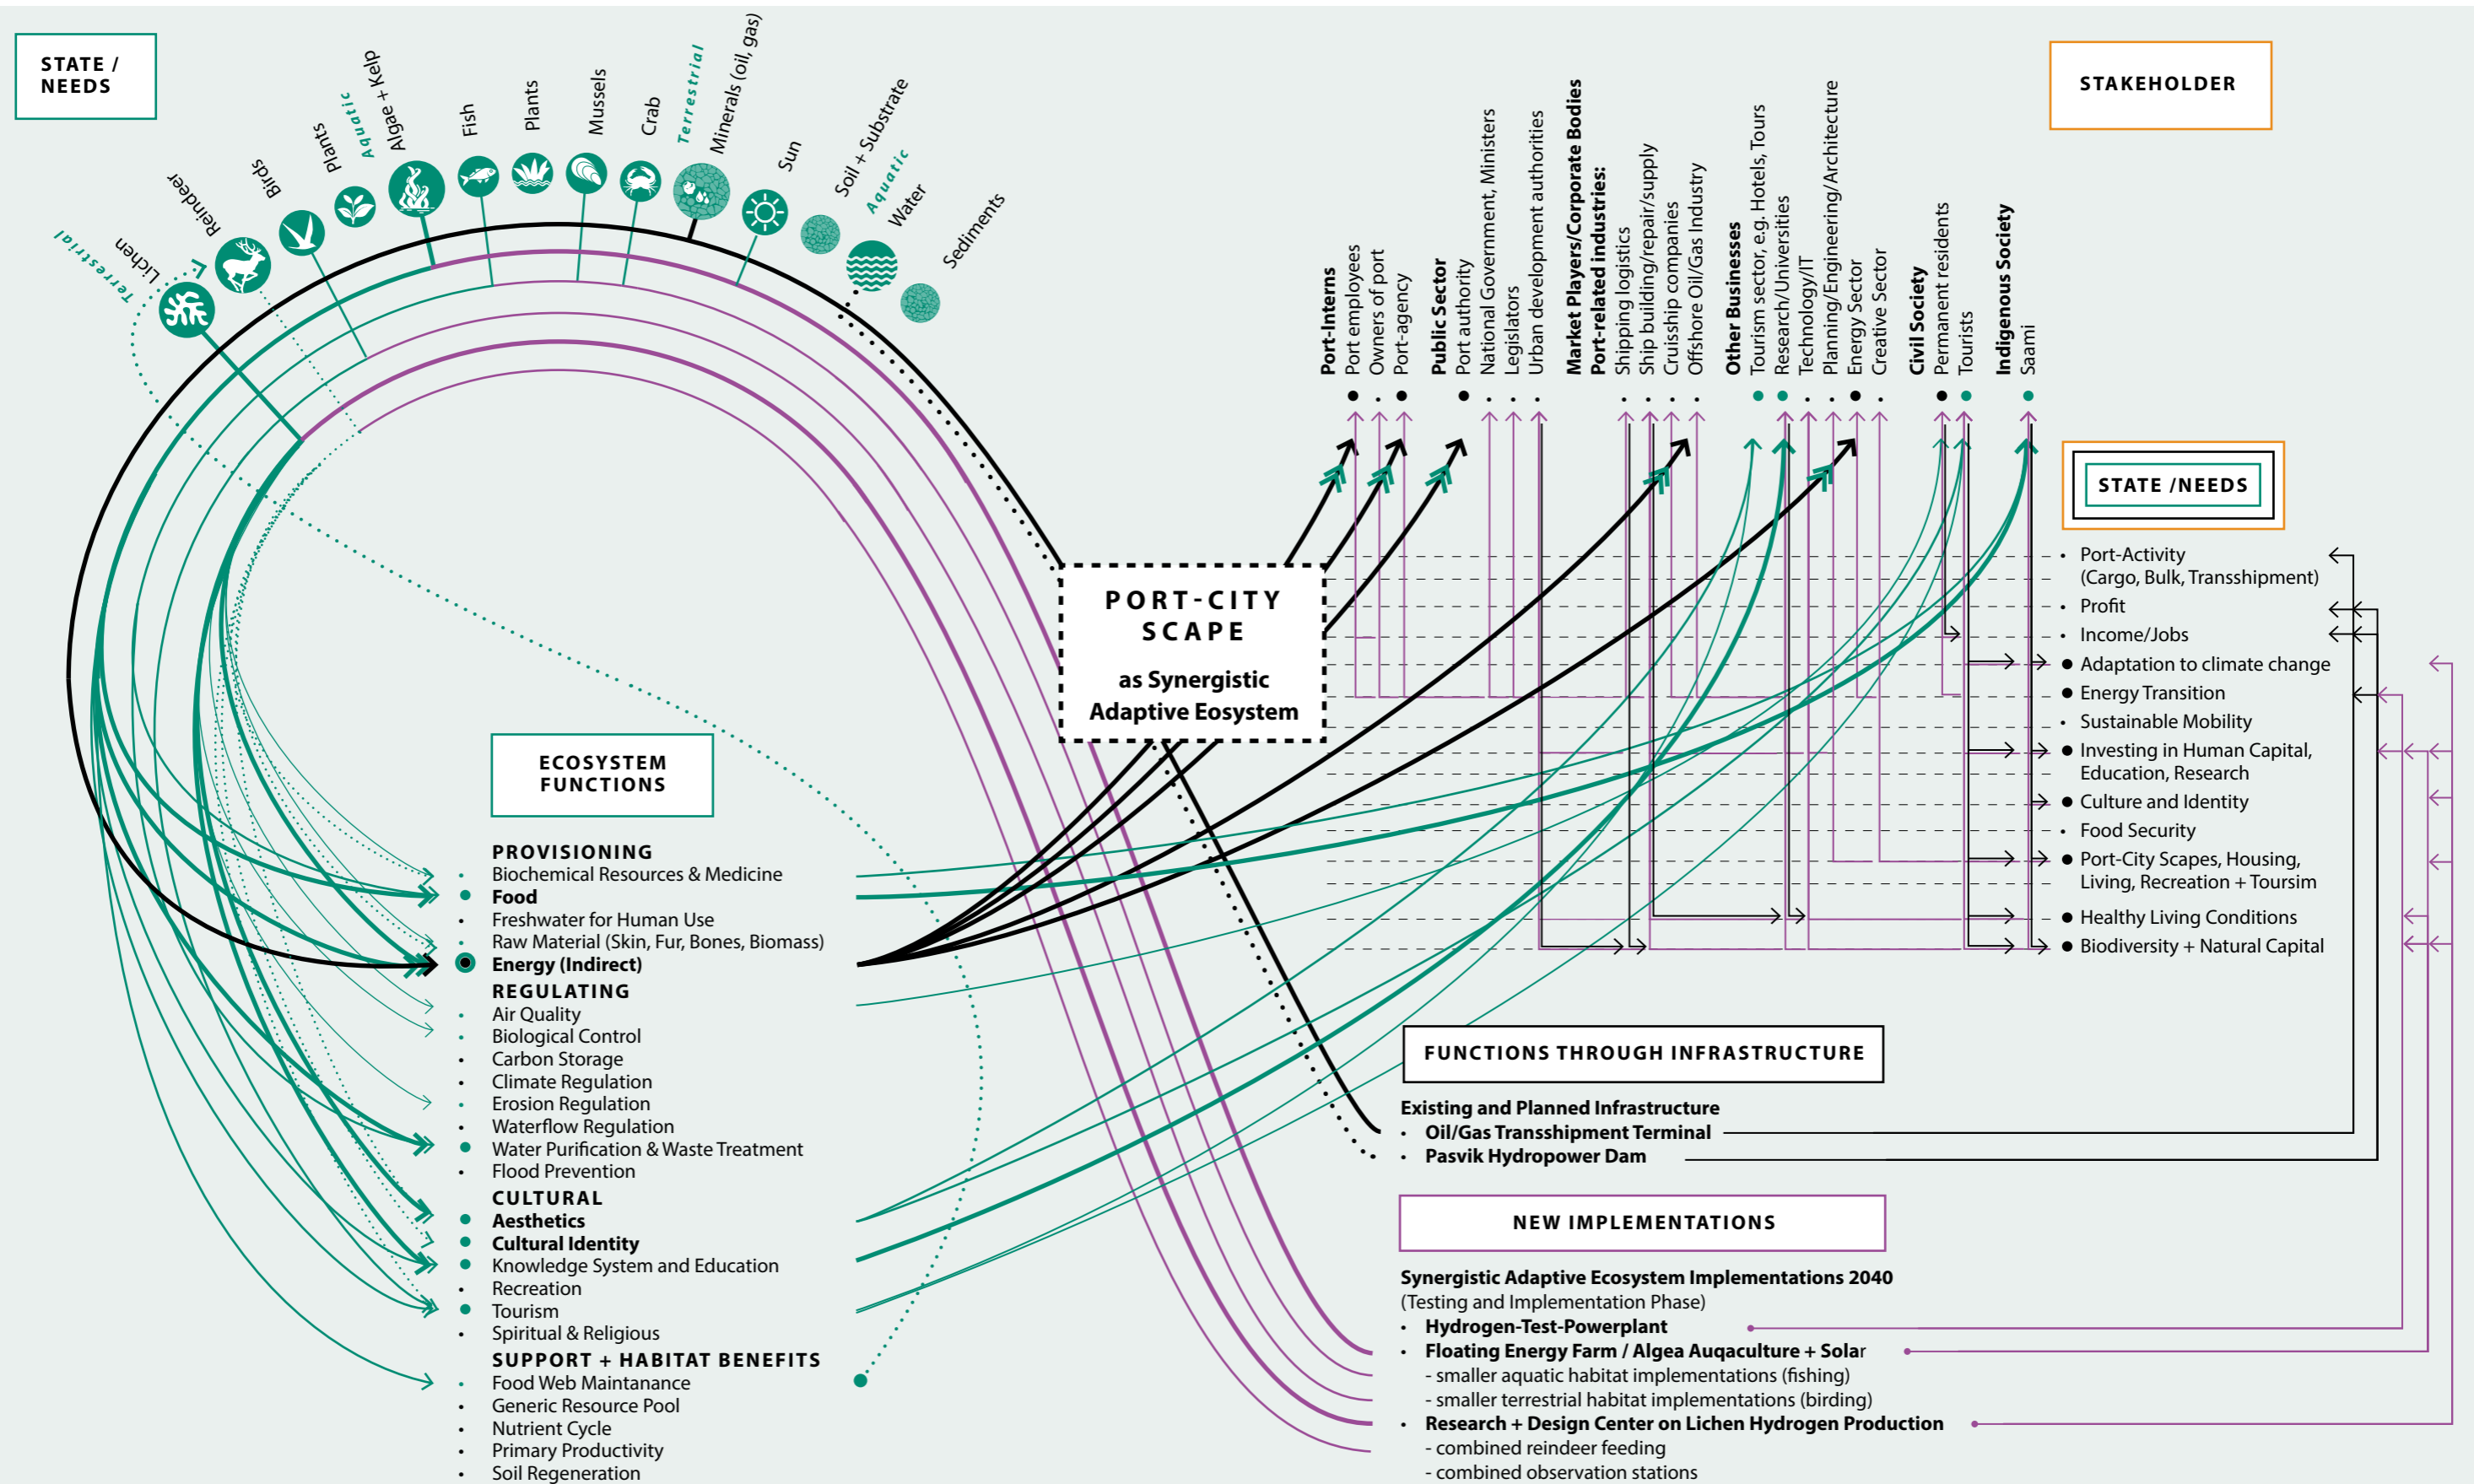 STATE /
NEEDS
Terrestrial
Lichen
Reindeer
Birds
Plants
Aquatic
Algae + Kelp
Fish
Plants
Mussels
Crab
Terrestrial
Minerals (oil, gas)
Sun
Soil + Substrate
Aquatic
Water
Sediments
STAKEHOLDER
Port-Interns
Port employees
Owners of port
Port-agency
Public Sector
Port authority
National Government, Ministers
Legislators
Urban development authorities
Market Players/Corporate Bodies
Port-related industries:
Shipping logistics
Ship building/repair/supply
Cruisship companies
Offshore Oil/Gas Industry
Other Businesses
Tourism sector, e.g. Hotels, Tours
Research/Universities
Technology/IT
Planning/Engineering/Architecture
Energy Sector
Creative Sector
Civil Society
Permanent residents
Tourists
Indigenous Society
Saami
STATE /NEEDS
Port-Activity
(Cargo, Bulk, Transshipment)
Profit
Income/Jobs
Adaptation to climate change
Energy Transition
Sustainable Mobility
Investing in Human Capital,
Education, Research
Culture and Identity
Food Security
Port-City Scapes, Housing,
Living, Recreation + Toursim
Healthy Living Conditions
Biodiversity + Natural Capital
PORT-CITY
SCAPE
as Synergistic
Adaptive Eosystem
ECOSYSTEM
FUNCTIONS
PROVISIONING
Biochemical Resources & Medicine
Food
Freshwater for Human Use
Raw Material (Skin, Fur, Bones, Biomass)
Energy (Indirect)
REGULATING
Air Quality
Biological Control
Carbon Storage
Climate Regulation
Erosion Regulation
Waterflow Regulation
Water Purification & Waste Treatment
Flood Prevention
CULTURAL
Aesthetics
Cultural Identity
Knowledge System and Education
Recreation
Tourism
Spiritual & Religious
SUPPORT + HABITAT BENEFITS
Food Web Maintanance
Generic Resource Pool
Nutrient Cycle
Primary Productivity
Soil Regeneration
FUNCTIONS THROUGH INFRASTRUCTURE
Existing and Planned Infrastructure
Oil/Gas Transshipment Terminal
Pasvik Hydropower Dam
NEW IMPLEMENTATIONS
Synergistic Adaptive Ecosystem Implementations 2040
(Testing and Implementation Phase)
Hydrogen-Test-Powerplant
Floating Energy Farm / Algea Auqaculture + Solar
- smaller aquatic habitat implementations (fishing)
- smaller terrestrial habitat implementations (birding)
Research + Design Center on Lichen Hydrogen Production
- combined reindeer feeding
- combined observation stations